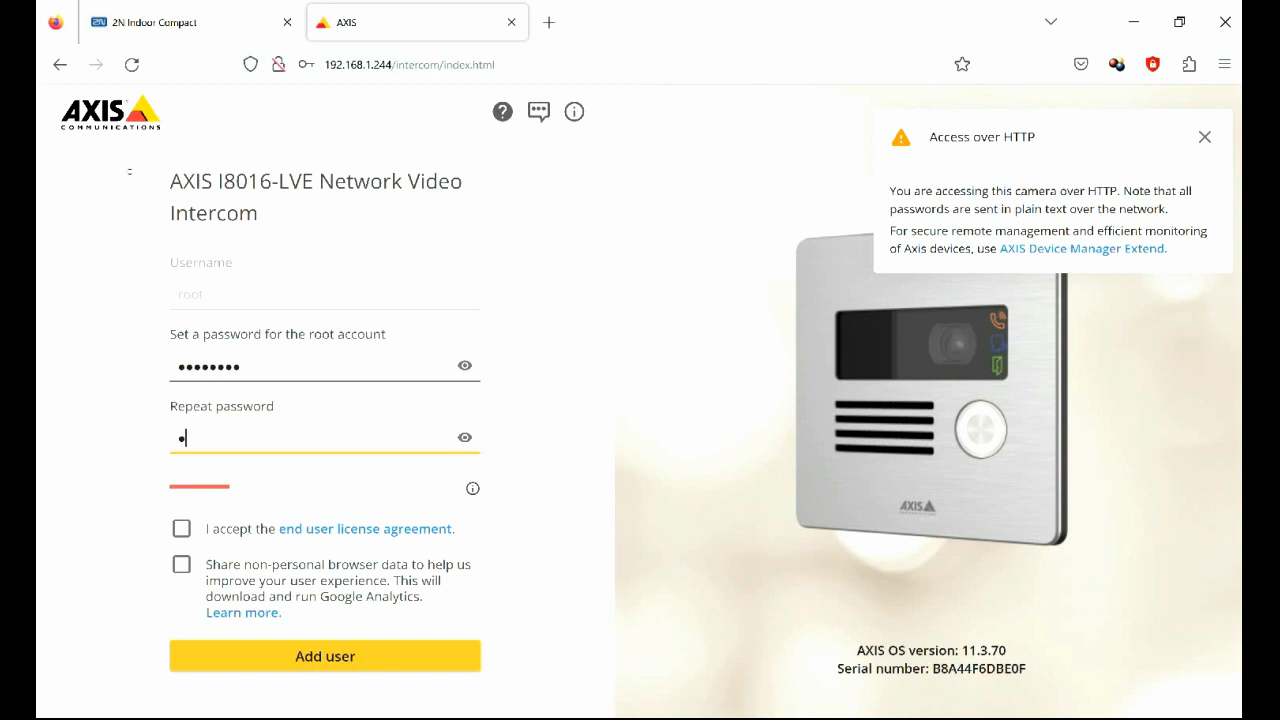 2N 2N Indoor Compact
AXIS
192.168.1.244/intercom/index.html
AXIS
COMMUNICATIONS
Access over HTTP
You are accessing this camera over HTTP. Note that all
passwords are sent in plain text over the network.
For secure remote management and efficient monitoring
of Axis devices, use AXIS Device Manager Extend.
AXIS I8016-LVE Network Video
Intercom
Username
root
Set a password for the root account
Repeat password
I accept the end user license agreement.
Share non-personal browser data to help us
improve your user experience. This will
download and run Google Analytics.
Learn more.
Add user
AXIS
AXIS OS version: 11.3.70
Serial number: B8A44F6DBE0F